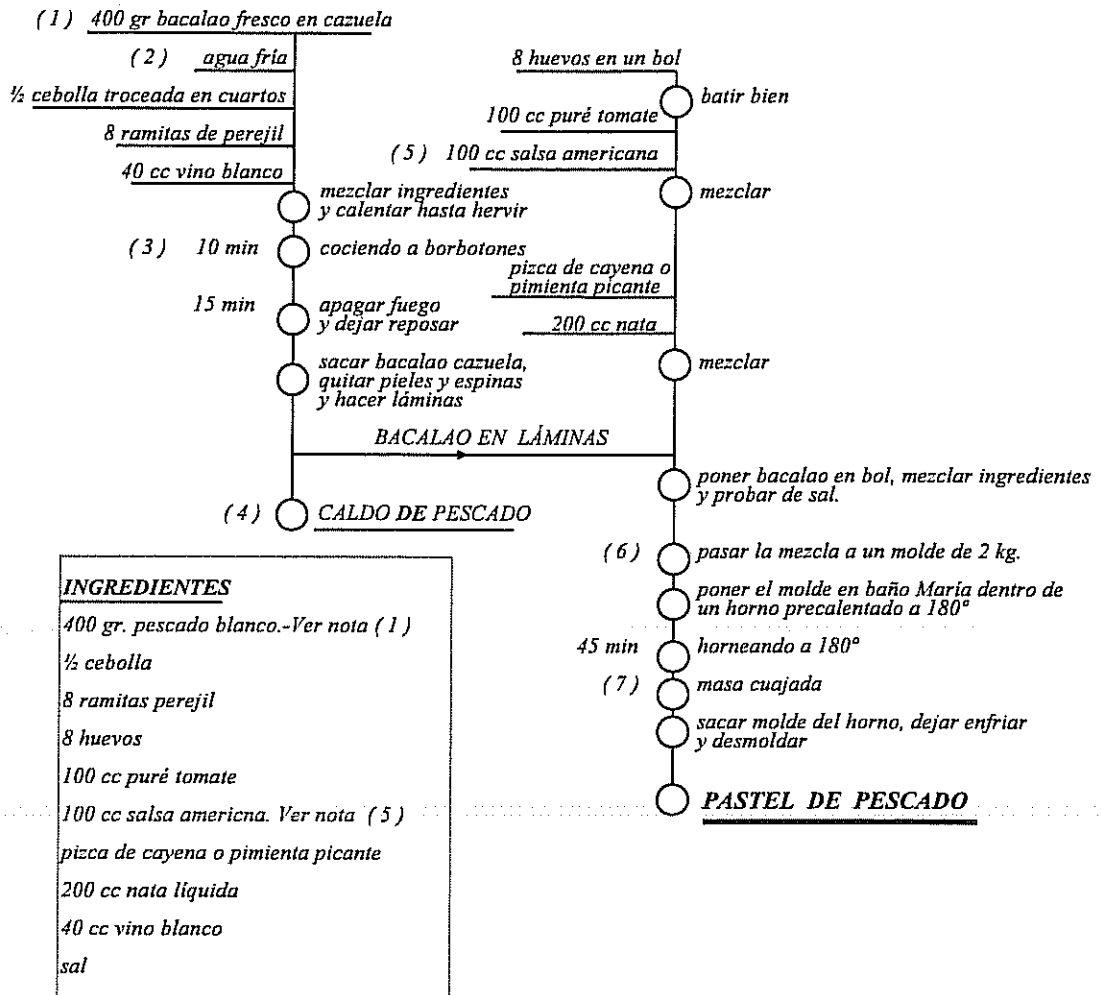 (1) 400 gr bacalao fresco en cazuela
(2) agua fría
½ cebolla troceada en cuartos
8 ramitas de perejil
40 cc vino blanco
mezclar ingredientes
y calentar hasta hervir
(3) 10 min cociendo a borbotones
15 min apagar fuego
y dejar reposar
sacar bacalao cazuela,
quitar pieles y espinas
y hacer láminas
BACALAO EN LÁMINAS
(4) CALDO DE PESCADO
8 huevos en un bol
batir bien
100 cc puré tomate
(5) 100 cc salsa americana
mezclar
pizca de cayena o
pimienta picante
200 cc nata
mezclar
poner bacalao en bol, mezclar ingredientes
y probar de sal.
(6) pasar la mezcla a un molde de 2 kg.
poner el molde en baño María dentro de
un horno precalentado a 180°
45 min horneando a 180°
(7) masa cuajada
sacar molde del horno, dejar enfriar
y desmoldar
PASTEL DE PESCADO
INGREDIENTES
400 gr. pescado blanco.-Ver nota (1)
½ cebolla
8 ramitas perejil
8 huevos
100 cc puré tomate
100 cc salsa americna. Ver nota (5)
pizca de cayena o pimienta picante
200 cc nata líquida
40 cc vino blanco
sal